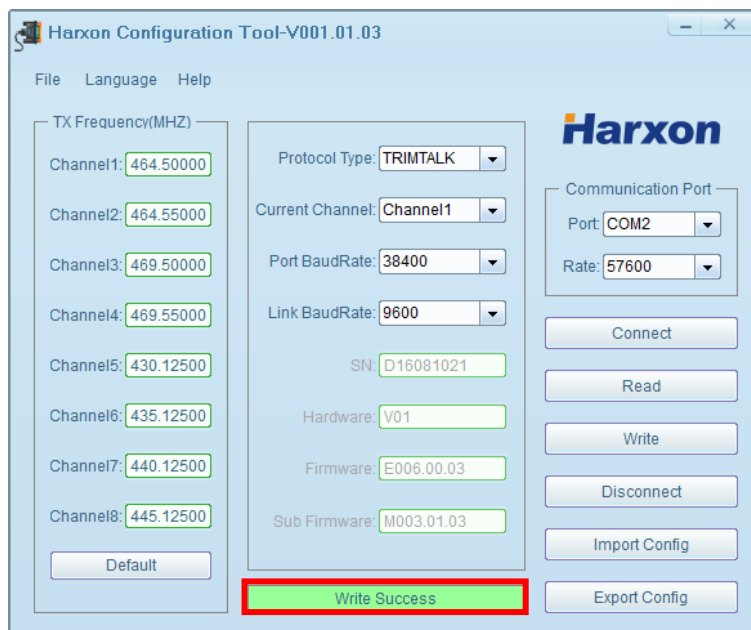 Harxon Configuration Tool-V001.01.03
File Language Help
TX Frequency(MHZ)
Channel1: 464.50000
Channel2: 464.55000
Channel3: 469.50000
Channel4: 469.55000
Channel5: 430.12500
Channel6: 435.12500
Channel7: 440.12500
Channel8: 445.12500
Default
Protocol Type: TRIMTALK
Current Channel: Channel1
Port BaudRate: 38400
Link BaudRate: 9600
SN: D16081021
Hardware: V01
Firmware: E006.00.03
Sub Firmware: M003.01.03
Write Success
Harxon
Communication Port
Port: COM2
Rate: 57600
Connect
Read
Write
Disconnect
Import Config
Export Config